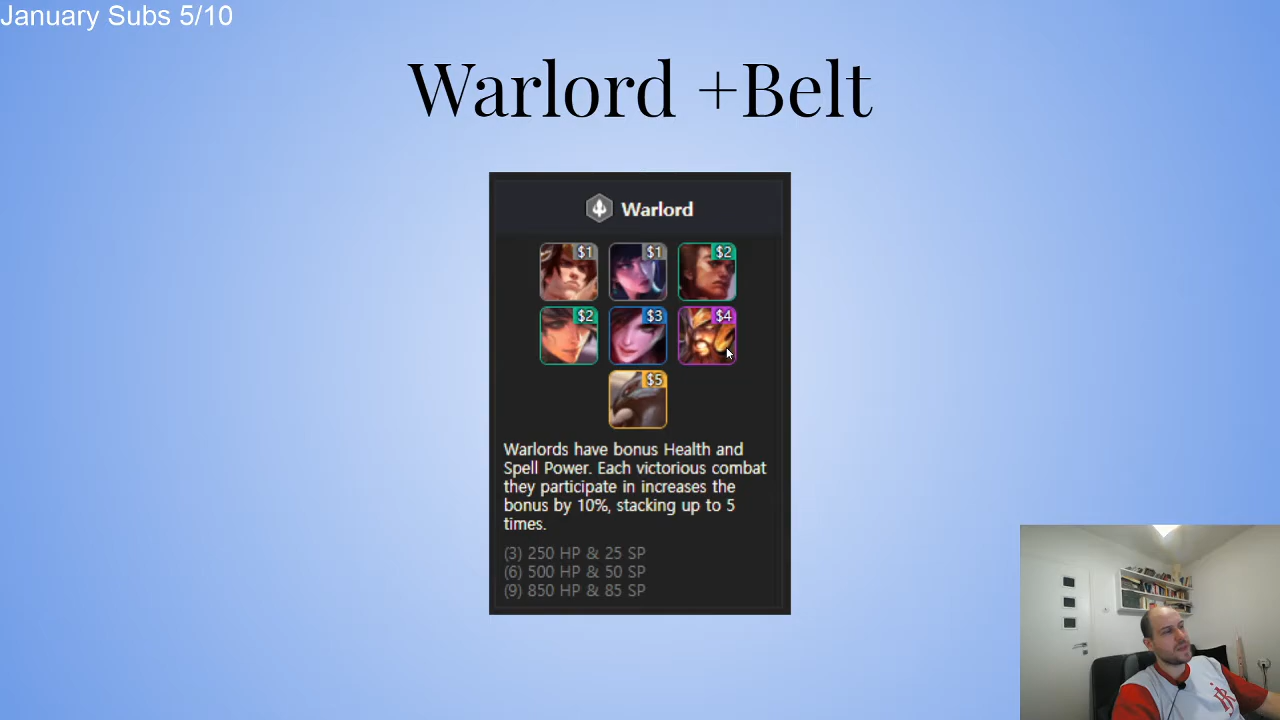 January Subs 5/10
Warlord +Belt
Warlord
$1 $1 $2
$2 $3 $4
$5
Warlords have bonus Health and
Spell Power. Each victorious combat
they participate in increases the
bonus by 10%, stacking up to 5
times.
(3) 250 HP & 25 SP
(6) 500 HP & 50 SP
(9) 850 HP & 85 SP